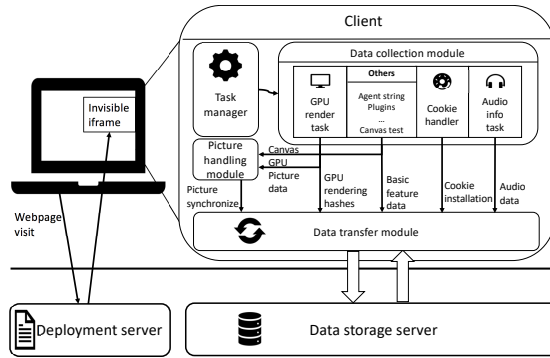 Client
Data collection module
Invisible
iframe
Task
manager
GPU
render
task
Others
Agent string
Plugins
...
Canvas test
Cookie
handler
Audio
info
task
Picture
handling
module
Canvas
GPU
Picture
data
Picture
synchronize
GPU
rendering
hashes
Basic
feature
data
Cookie
installation
Audio
data
Webpage
visit
Data transfer module
Deployment server
Data storage server